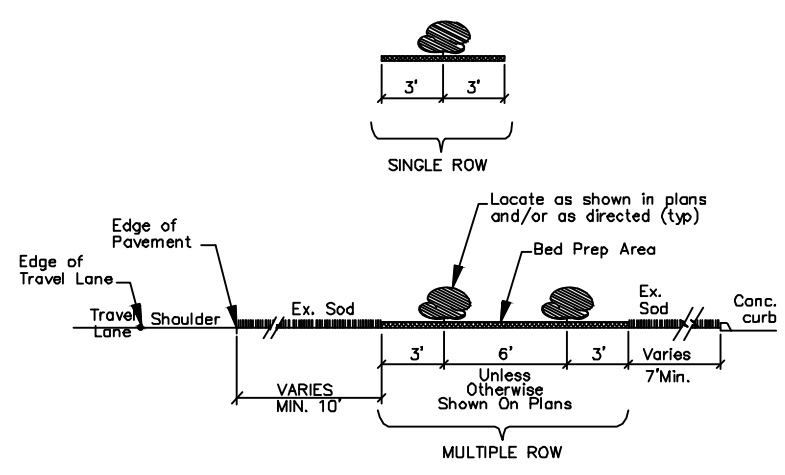 3' 3'
SINGLE ROW
Locate as shown in plans
and/or as directed (typ)
Edge of
Pavement
Bed Prep Area
Edge of
Travel Lane
Ex. Sod
Ex.
Sod
Conc.
curb
Travel
Lane
Shoulder
3' 6' 3' Varies
7'Min.
Unless
Otherwise
Shown On Plans
VARIES
MIN. 10'
MULTIPLE ROW